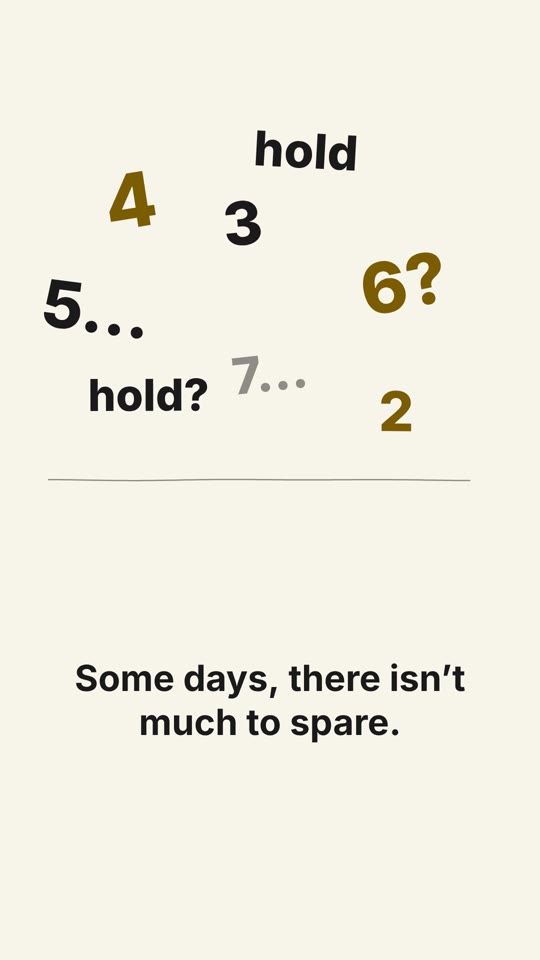 hold
4
3
6?
5...
7...
hold?
2
Some days, there isn’t
much to spare.